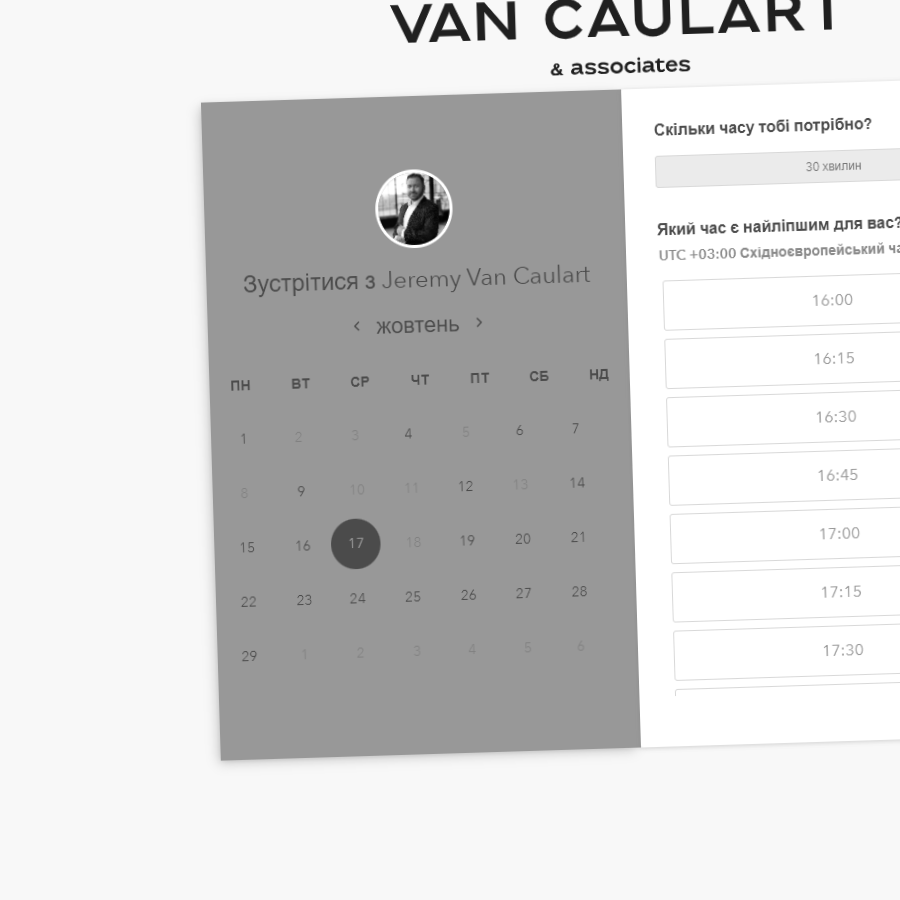 VAN CAULART
& associates
Зустрітися з Jeremy Van Caulart
жовтень
ПН ВТ СР ЧТ ПТ СБ НД
1 2 3 4 5 6 7
8 9 10 11 12 13 14
15 16 17 18 19 20 21
22 23 24 25 26 27 28
29 1 2 3 4 5 6
Скільки часу тобі потрібно?
30 хвилин
Який час є найліпшим для вас?
UTC +03:00 Східноєвропейський
16:00
16:15
16:30
16:45
17:00
17:15
17:30